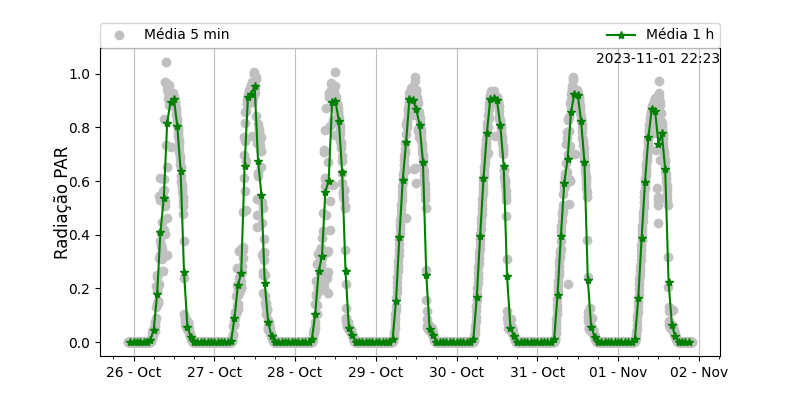 Média 5 min
Média 1 h
2023-11-01 22:23
Radiação PAR
1.0
0.8
0.6
0.4
0.2
0.0
26 - Oct
27 - Oct
28 - Oct
29 - Oct
30 - Oct
31 - Oct
01 - Nov
02 - Nov